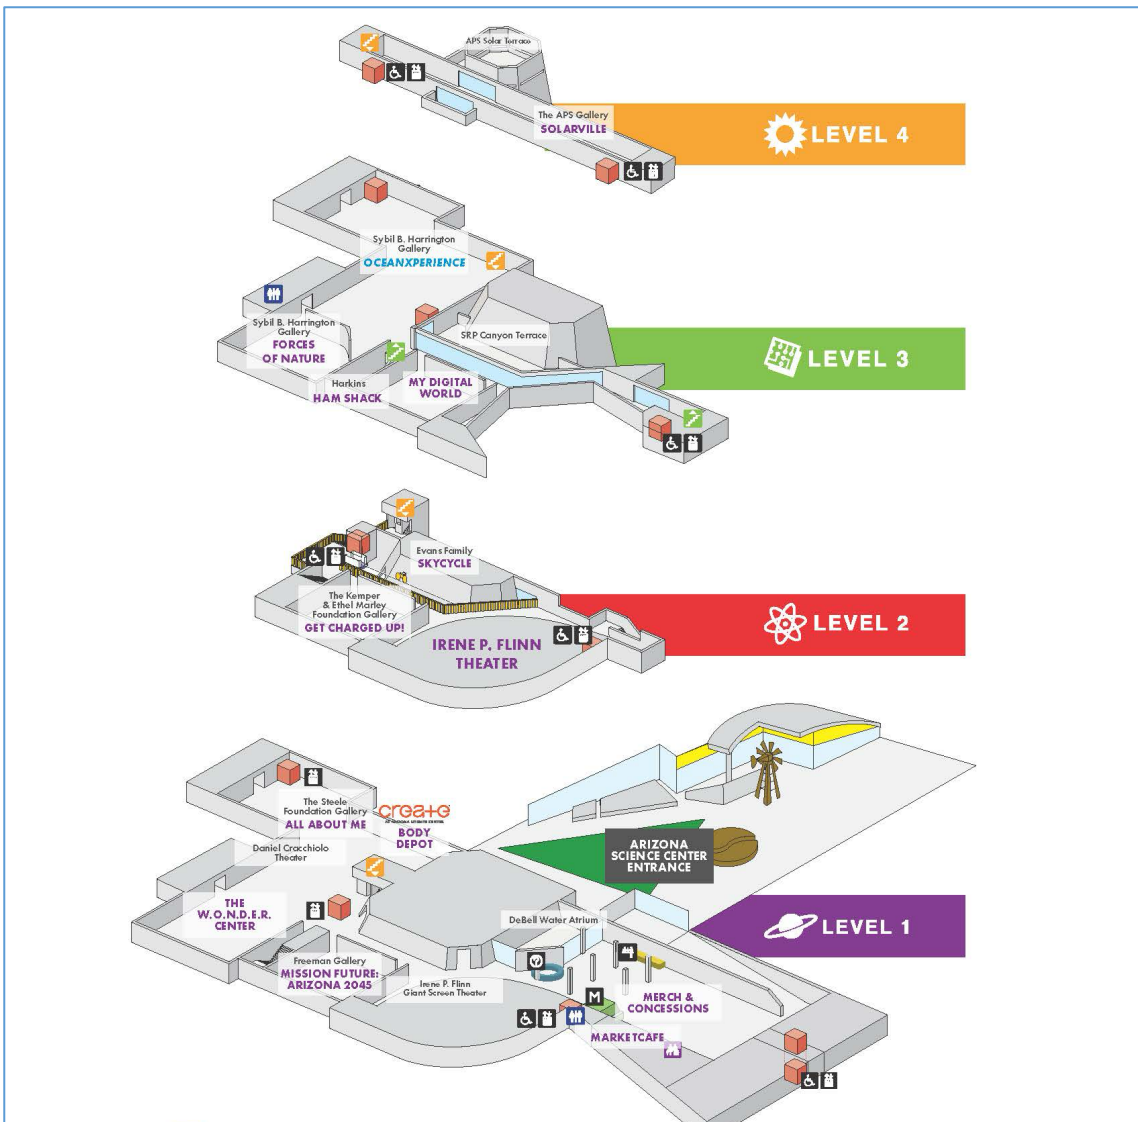 APS Solar Terrace
The APS Gallery
SOLARVILLE
LEVEL 4
Sybil B. Harrington
Gallery
OCEANXPERIENCE
Sybil B. Harrington
Gallery
FORCES
OF NATURE
SRP Canyon Terrace
LEVEL 3
Harkins
HAM SHACK
MY DIGITAL
WORLD
Evans Family
SKYCYCLE
The Kemper
& Ethel Marley
Foundation Gallery
GET CHARGED UP!
LEVEL 2
IRENE P. FLINN
THEATER
The Steele
Foundation Gallery
ALL ABOUT ME
create
AT ARIZONA SCIENCE CENTER
BODY
DEPOT
Daniel Cracchiolo
Theater
ARIZONA
SCIENCE CENTER
ENTRANCE
THE
W.O.N.D.E.R.
CENTER
DeBell Water Atrium
LEVEL 1
Freeman Gallery
MISSION FUTURE:
ARIZONA 2045
Irene P. Flinn
Giant Screen Theater
M
MERCH &
CONCESSIONS
MARKETCAFE